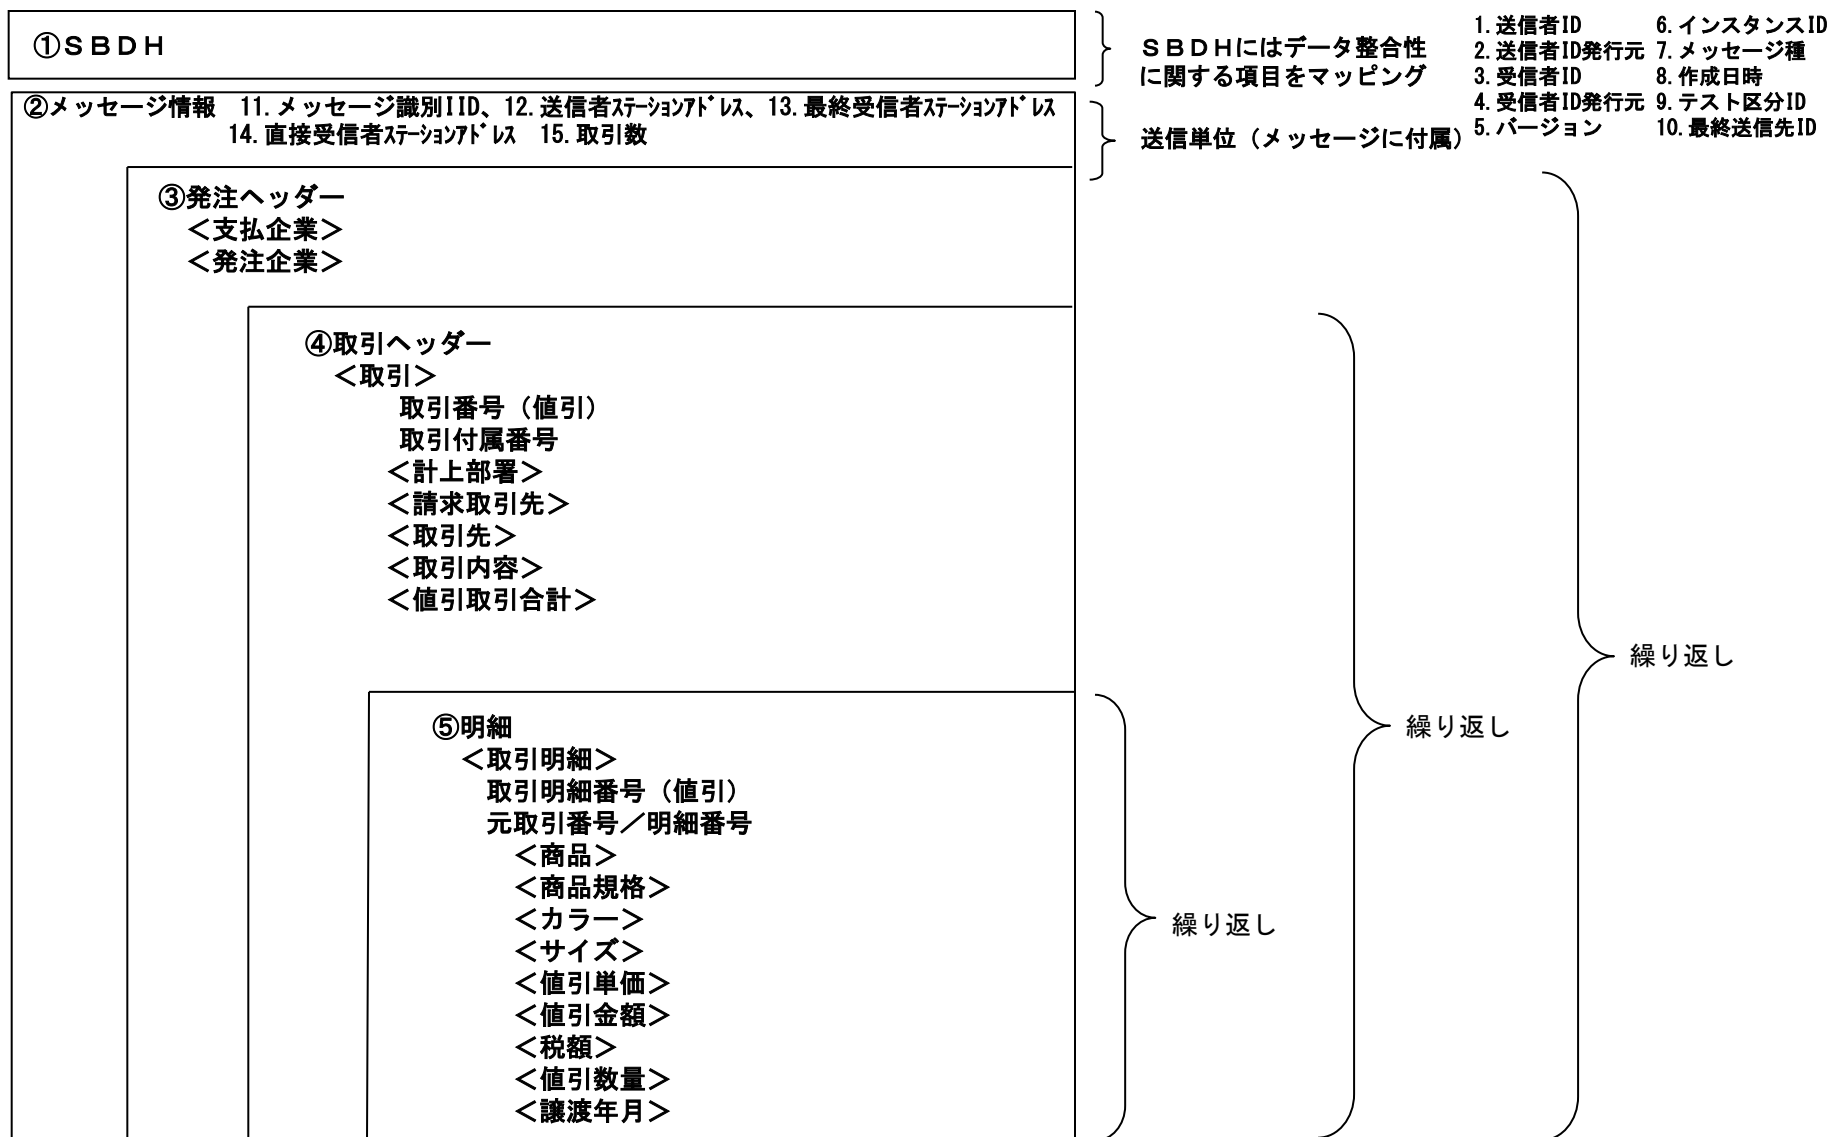 ①ＳＢＤＨ
ＳＢＤＨにはデータ整合性
に関する項目をマッピング
1.送信者ID 6.インスタンスID
2.送信者ID発行元 7.メッセージ種
3.受信者ID 8.作成日時
4.受信者ID発行元 9.テスト区分ID
5.バージョン 10.最終送信先ID
②メッセージ情報 11.メッセージ識別IID、12.送信者ｽﾃｰｼｮﾝｱﾄﾞﾚｽ、13.最終受信者ｽﾃｰｼｮﾝｱﾄﾞﾚｽ
14.直接受信者ｽﾃｰｼｮﾝｱﾄﾞﾚｽ 15.取引数
送信単位（メッセージに付属）
③発注ヘッダー
＜支払企業＞
＜発注企業＞
④取引ヘッダー
＜取引＞
取引番号（値引）
取引付属番号
＜計上部署＞
＜請求取引先＞
＜取引先＞
＜取引内容＞
＜値引取引合計＞
繰り返し
繰り返し
⑤明細
＜取引明細＞
取引明細番号（値引）
元取引番号／明細番号
＜商品＞
＜商品規格＞
＜カラー＞
＜サイズ＞
＜値引単価＞
＜値引金額＞
＜税額＞
＜値引数量＞
＜譲渡年月＞
繰り返し